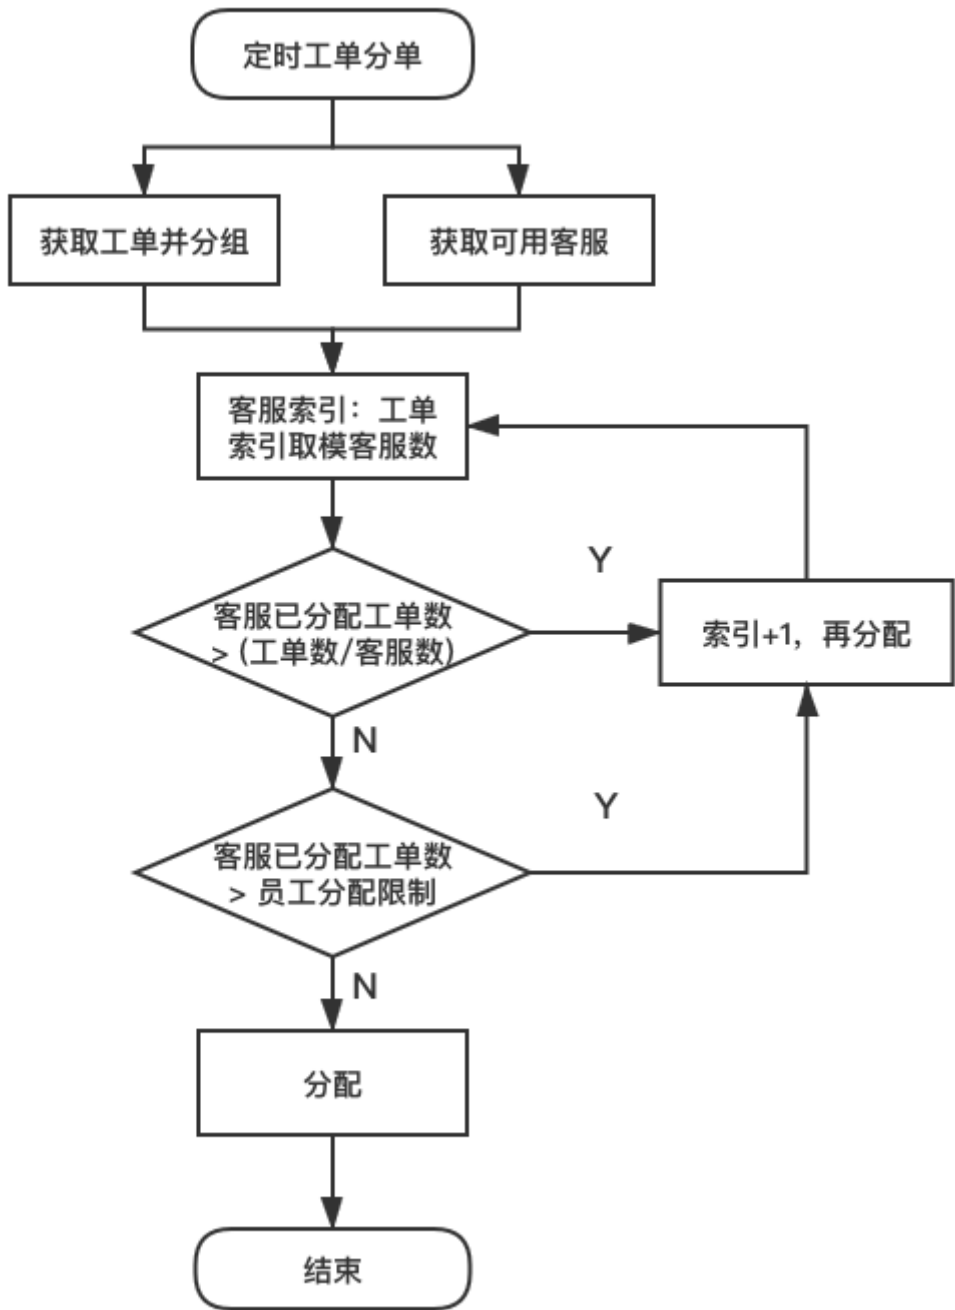 定时工单分单
获取工单并分组
获取可用客服
客服索引：工单
索引取模客服数
客服已分配工单数
> (工单数/客服数)
Y
索引+1，再分配
N
客服已分配工单数
> 员工分配限制
Y
N
分配
结束